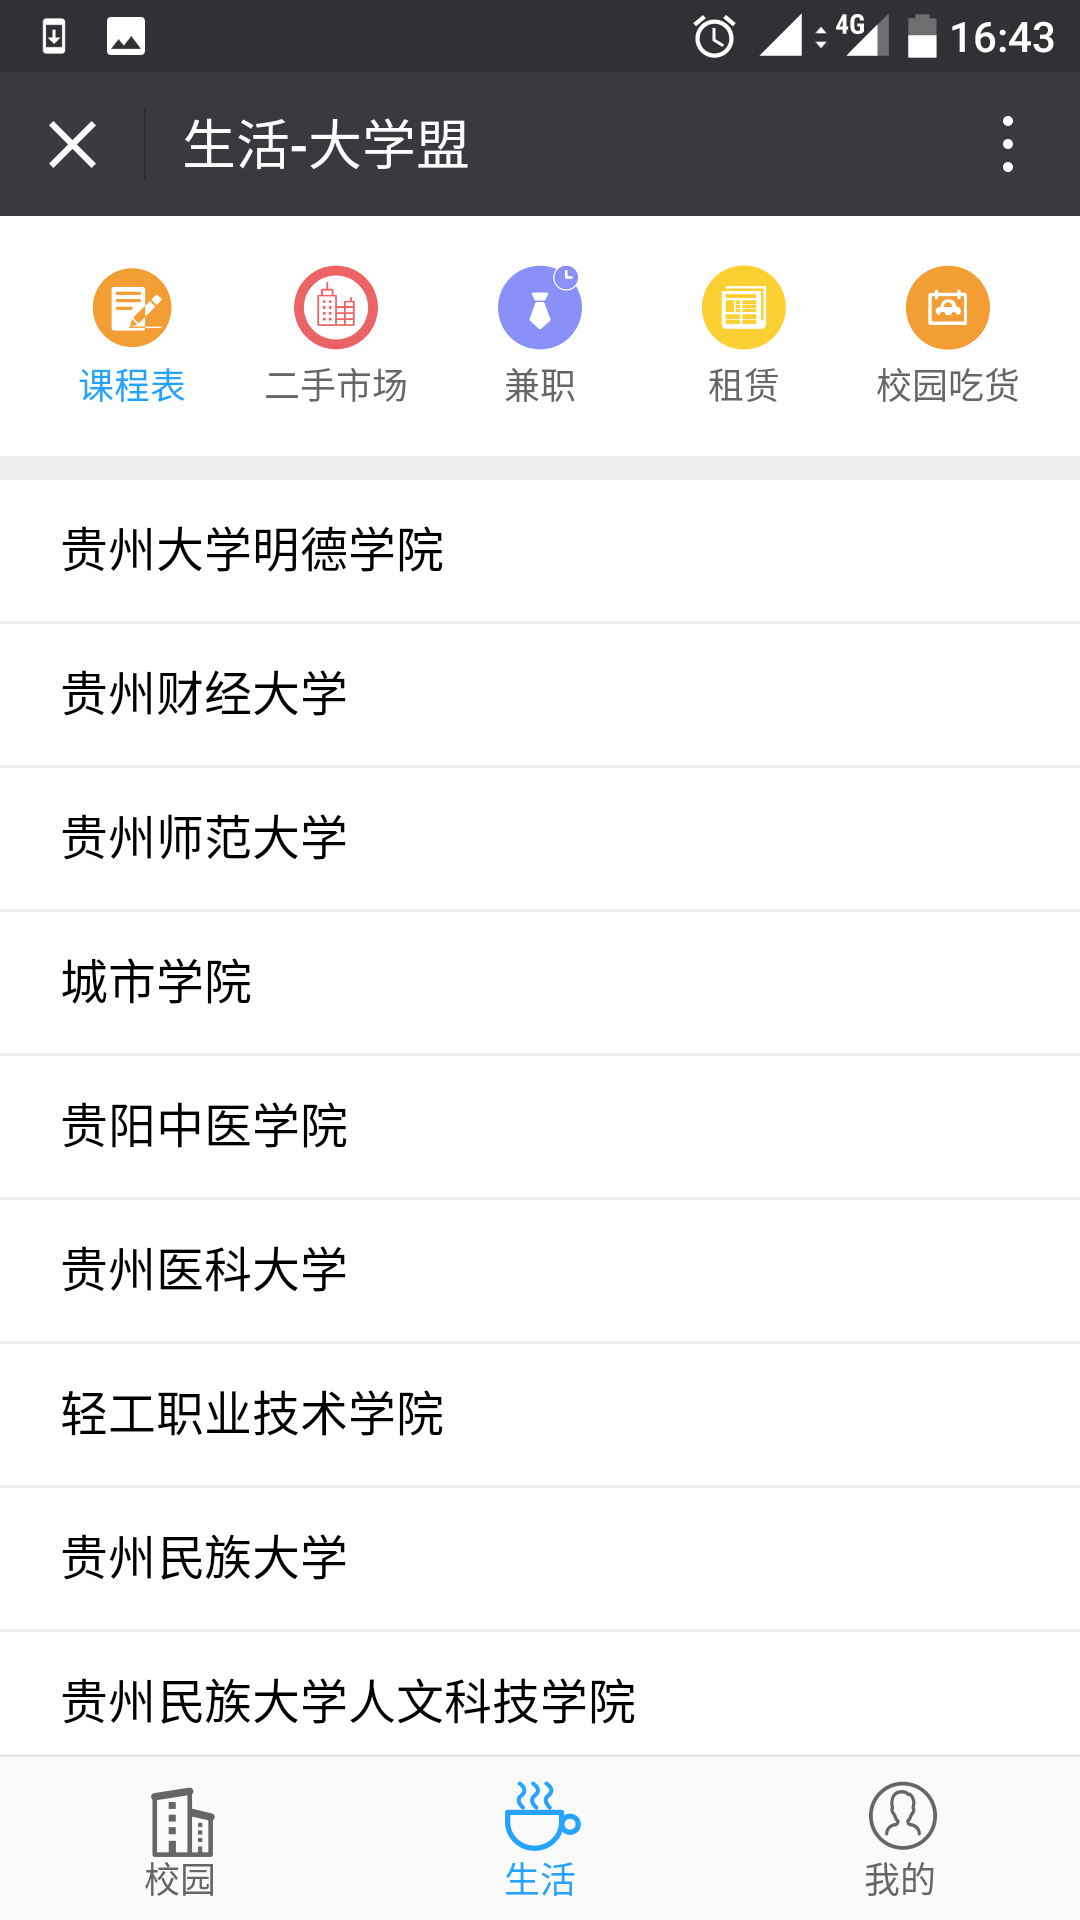 4G 16:43
生活-大学盟
课程表 二手市场 兼职 租赁 校园吃货
贵州大学明德学院
贵州财经大学
贵州师范大学
城市学院
贵阳中医学院
贵州医科大学
轻工职业技术学院
贵州民族大学
贵州民族大学人文科技学院
校园 生活 我的